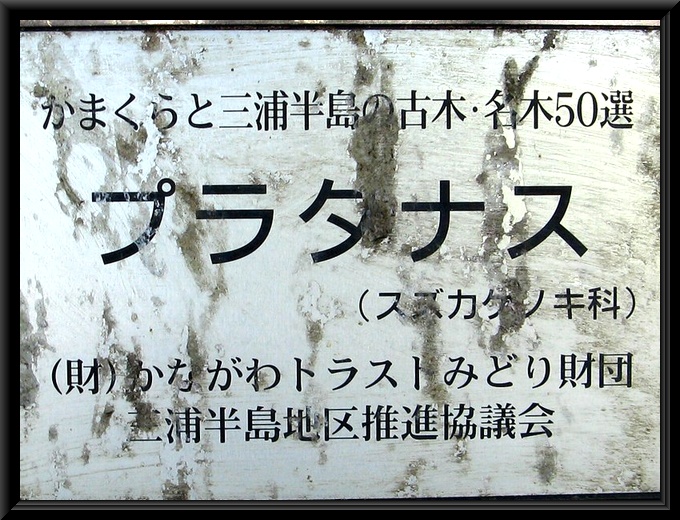 かまくらと三浦半島の古木・名木50選
プラタナス
（スズカケノキ科）
（財）かながわトラストみどり財団
三浦半島地区推進協議会